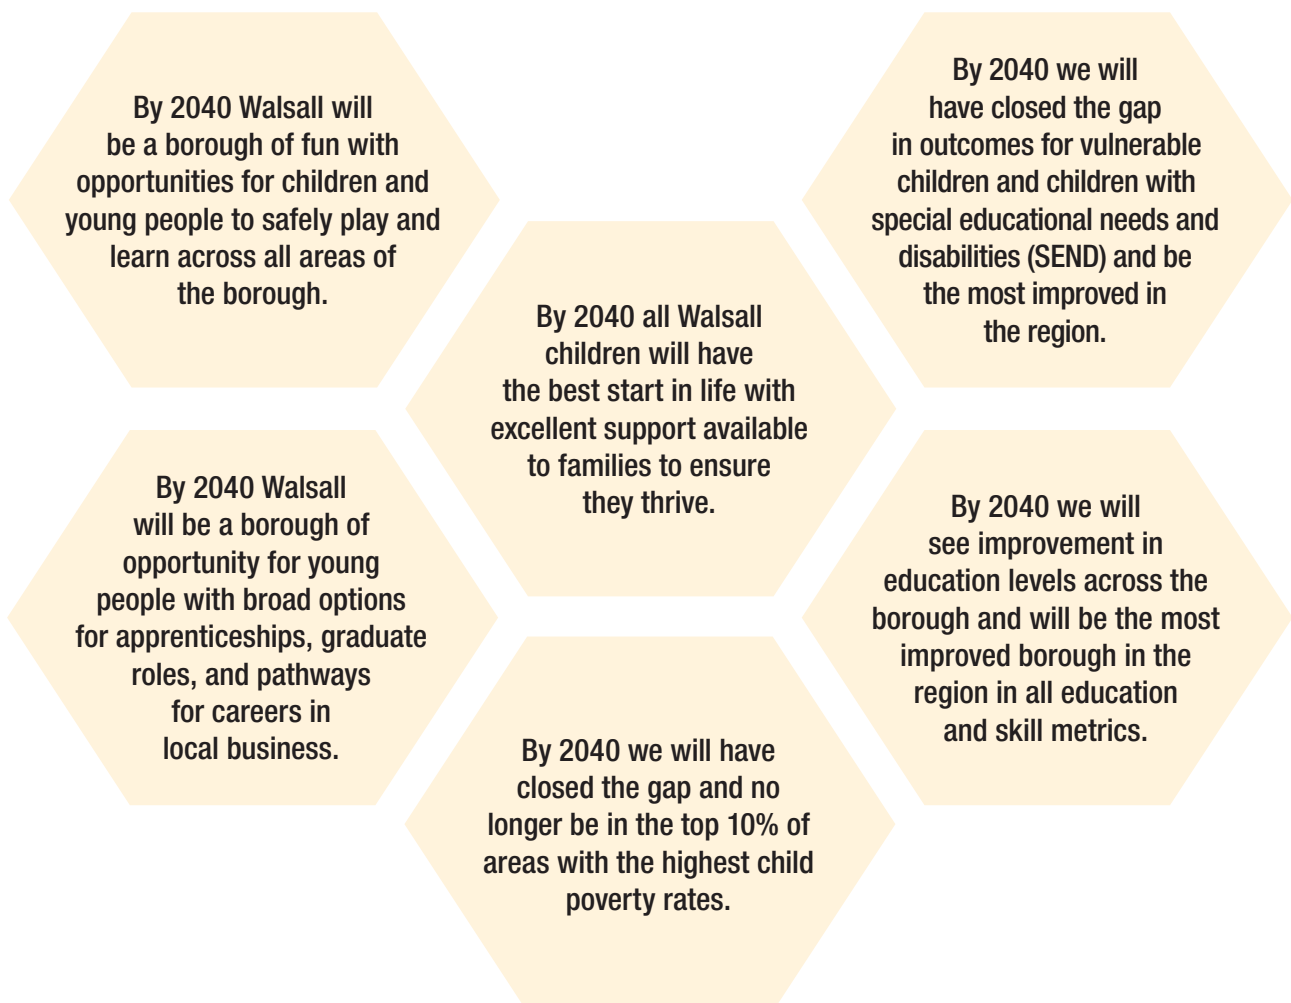 By 2040 Walsall will
be a borough of fun with
opportunities for children and
young people to safely play and
learn across all areas of
the borough.
By 2040 we will
have closed the gap
in outcomes for vulnerable
children and children with
special educational needs and
disabilities (SEND) and be
the most improved in
the region.
By 2040 all Walsall
children will have
the best start in life with
excellent support available
to families to ensure
they thrive.
By 2040 Walsall
will be a borough of
opportunity for young
people with broad options
for apprenticeships, graduate
roles, and pathways
for careers in
local business.
By 2040 we will
see improvement in
education levels across the
borough and will be the most
improved borough in the
region in all education
and skill metrics.
By 2040 we will have
closed the gap and no
longer be in the top 10% of
areas with the highest child
poverty rates.